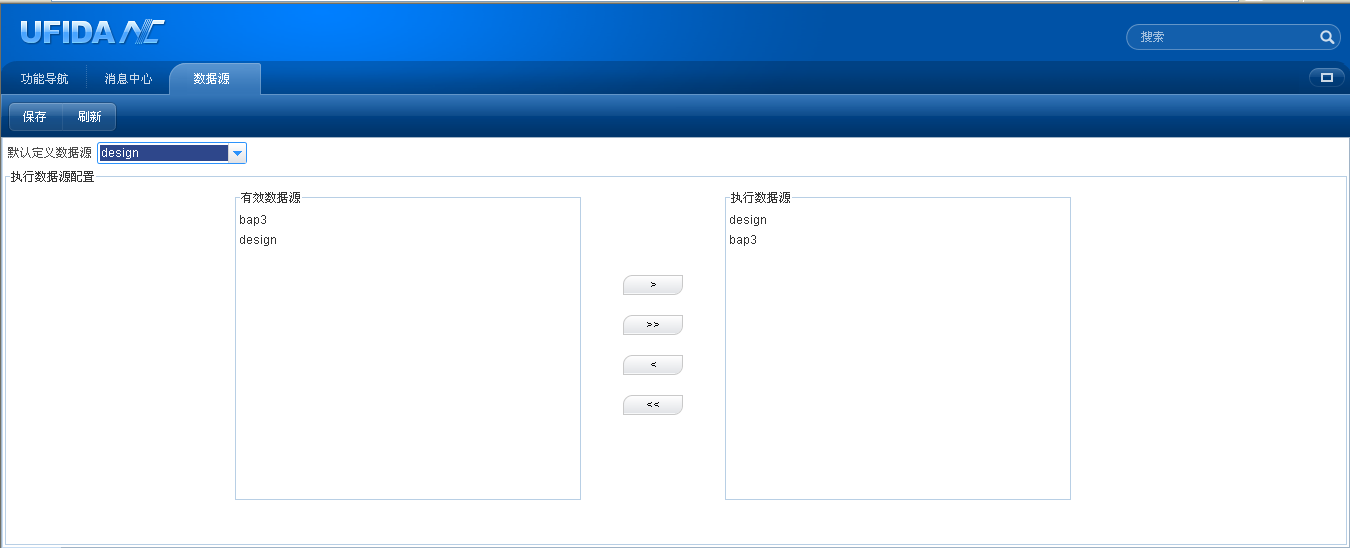 UFIDA NC
搜索
功能导航 消息中心 数据源
保存 刷新
默认定义数据源 design
执行数据源配置
有效数据源 执行数据源
bap3 design
design bap3
>
>>
<
<<